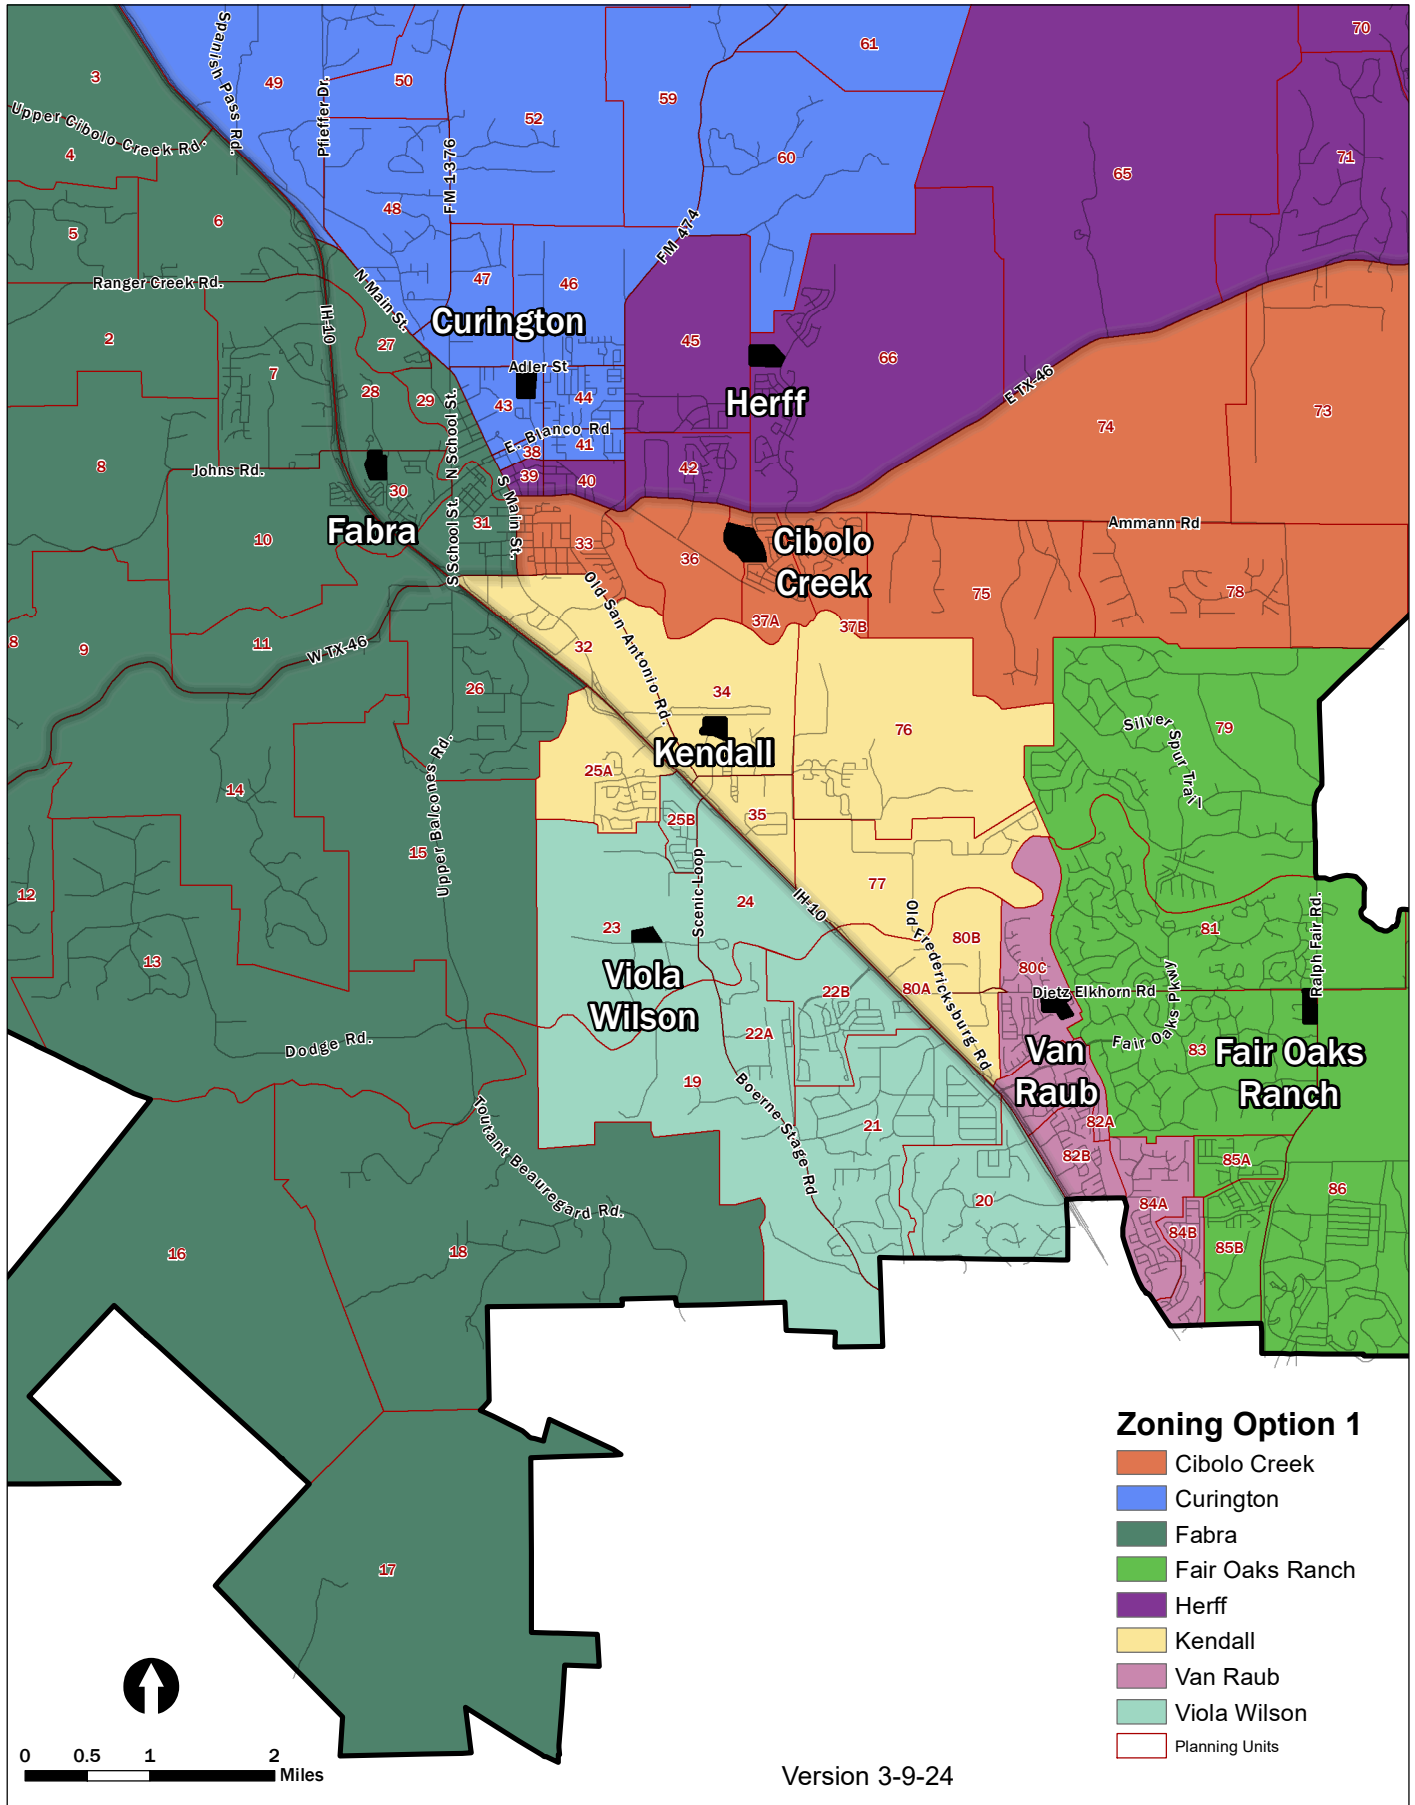 Spanish Pass Rd.
49
Pfieffer Dr.
50
61
70
3
59
52
Upper Cibolo Creek Rd.
4
FM 1376
60
71
65
6
48
5
FM 474
Ranger Creek Rd.
47
46
N Main St.
IH-10
Curington
2
27
45
66
Adler St
7
28
29
43
44
Herff
E TX-46
73
74
N School St.
E. Blanco Rd
38
41
8
Johns Rd.
39
40
42
30
S Main St.
Fabra
31
S School St.
10
33
36
Cibolo
Creek
Ammann Rd
75
78
Old San Antonio Rd.
37A
37B
8
9
11
W TX-46
32
26
34
76
79
Silver Spur Trail
Kendall
14
Upper Balcones Rd.
25A
25B
35
15
12
Scenic Loop
77
24
IH-10
23
Old Fredericksburg Rd
81
Ralph Fair Rd.
13
80B
80C
Viola
Wilson
22B
80A
Dietz Elkhorn Rd
Fair Oaks Pkwy
22A
Dodge Rd.
83
Van
Raub
Fair Oaks
Ranch
19
Boerne-Stage Rd
Toutant Beauregard Rd.
21
82A
82B
85A
20
84A
86
84B
85B
16
18
17
Zoning Option 1
Cibolo Creek
Curington
Fabra
Fair Oaks Ranch
Herff
Kendall
Van Raub
Viola Wilson
Planning Units
0 0.5 1 2
Miles
Version 3-9-24